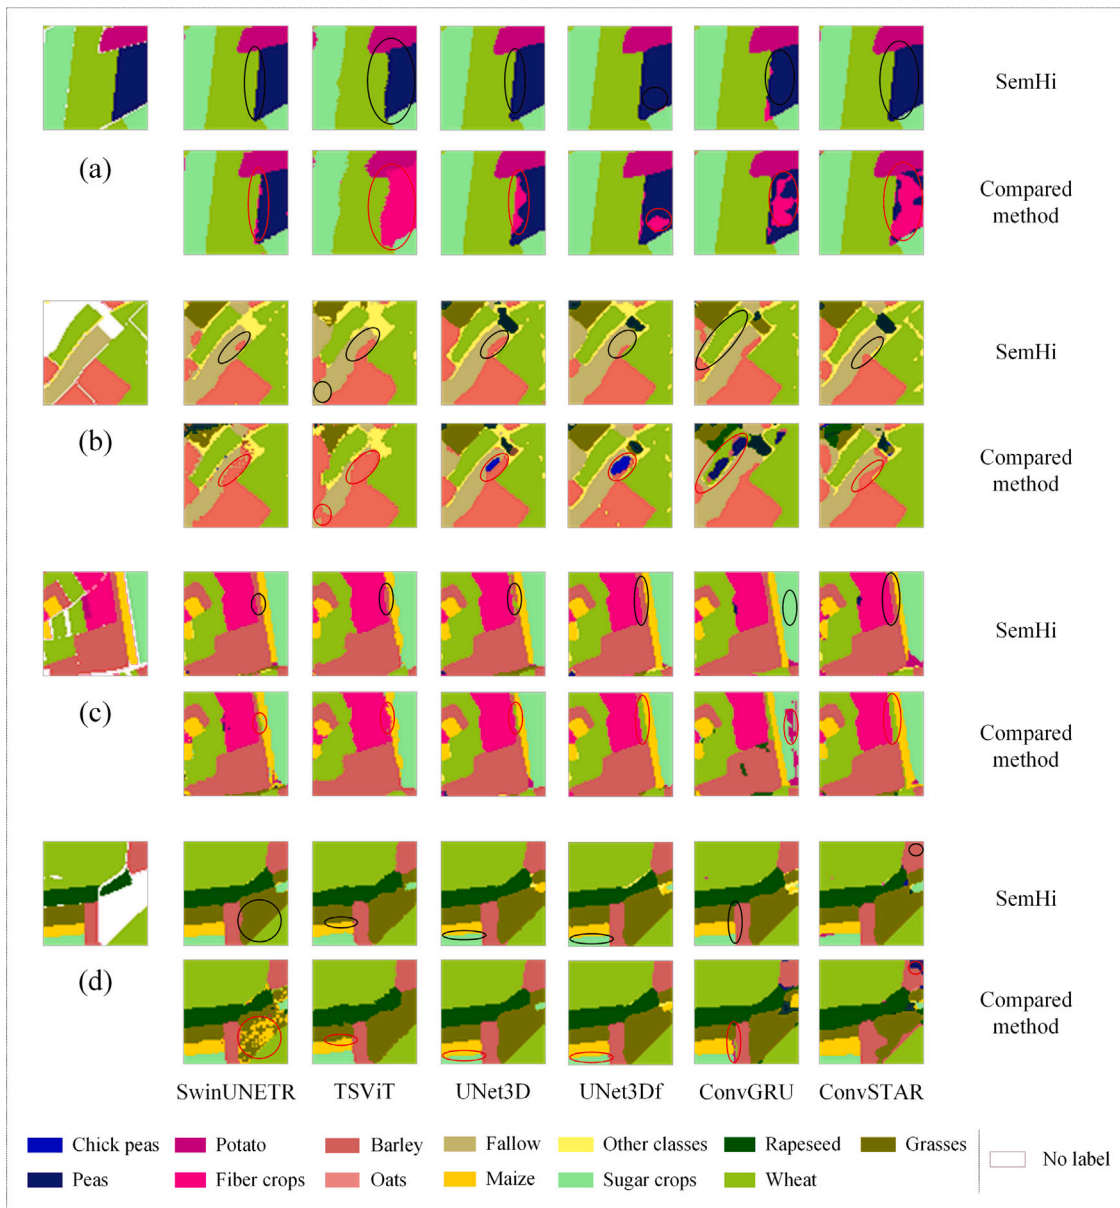 SemHi
(a)
Compared
method
SemHi
(b)
Compared
method
SemHi
(c)
Compared
method
SemHi
(d)
Compared
method
SwinUNETR TSViT UNet3D UNet3Df ConvGRU ConvSTAR
Chick peas Potato Barley Fallow Other classes Rapeseed Grasses
No label
Peas Fiber crops Oats Maize Sugar crops Wheat